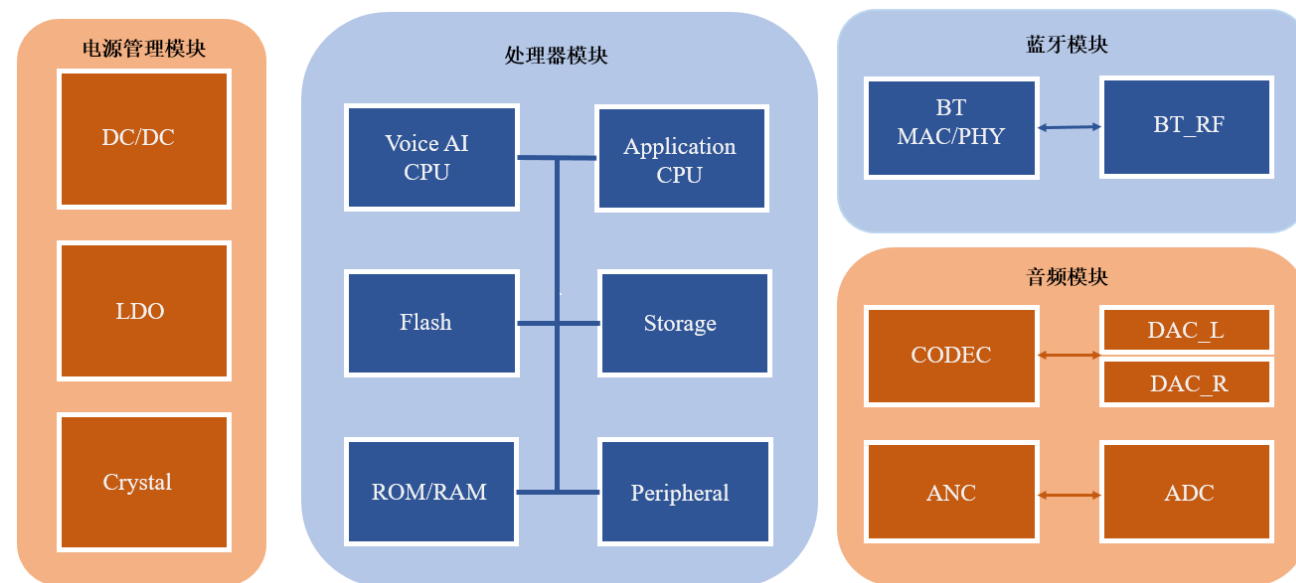 电源管理模块
DC/DC
LDO
Crystal
处理器模块
Voice AI
CPU
Application
CPU
Flash
Storage
ROM/RAM
Peripheral
蓝牙模块
BT
MAC/PHY
BT_RF
音频模块
CODEC
DAC_L
DAC_R
ANC
ADC